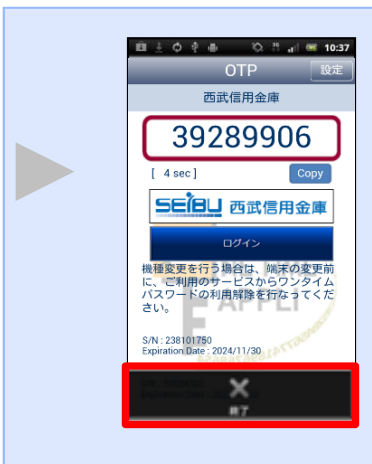 10:37
OTP
設定
西武信用金庫
39289906
[ 4 sec ]
Copy
SEIBU 西武信用金庫
ログイン
機種変更を行う場合は、端末の変更前
に、ご利用のサービスからワンタイム
パスワードの利用解除を行なってくだ
さい。
APPLI
S/N : 238101750
Expiration Date : 2024/11/30
終了